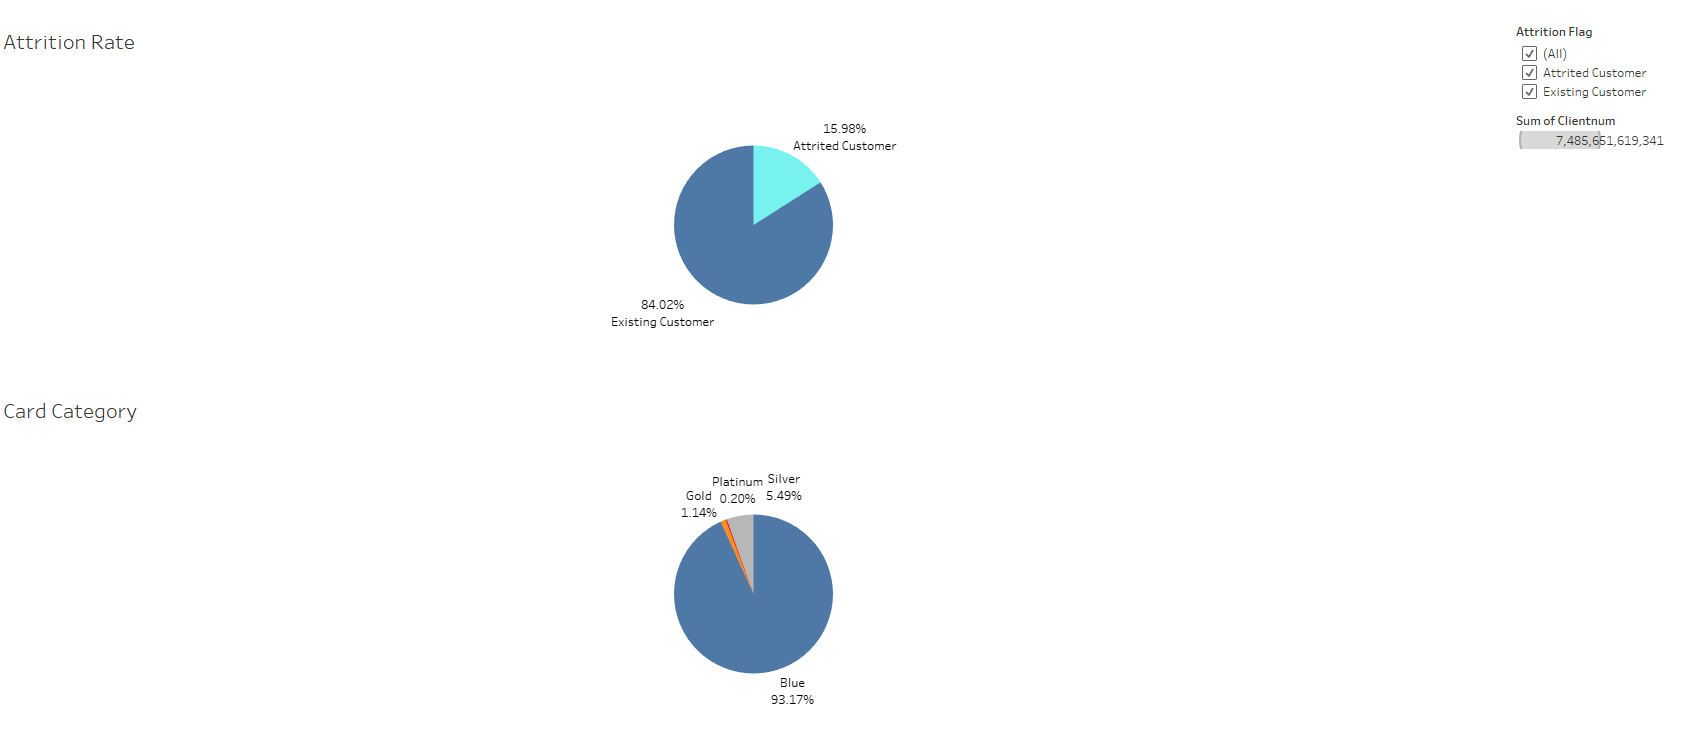 Attrition Rate
15.98%
Attrited Customer
84.02%
Existing Customer
Attrition Flag
(All)
Attrited Customer
Existing Customer
Sum of Clientnum
7,485,651,619,341
Card Category
Platinum
0.20%
Silver
5.49%
Gold
1.14%
Blue
93.17%